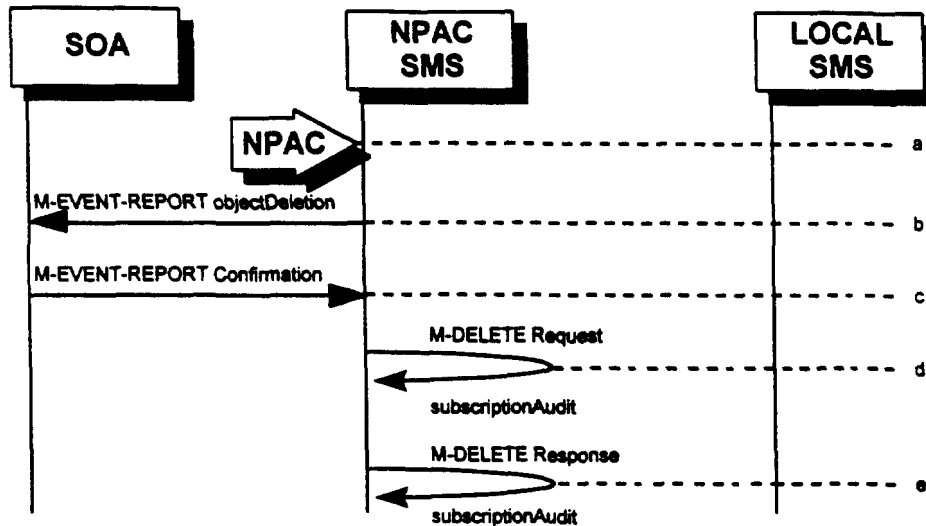 SOA
NPAC
SMS
LOCAL
SMS
NPAC
a
M-EVENT-REPORT objectDeletion
b
M-EVENT-REPORT Confirmation
c
M-DELETE Request
d
subscriptionAudit
M-DELETE Response
e
subscriptionAudit